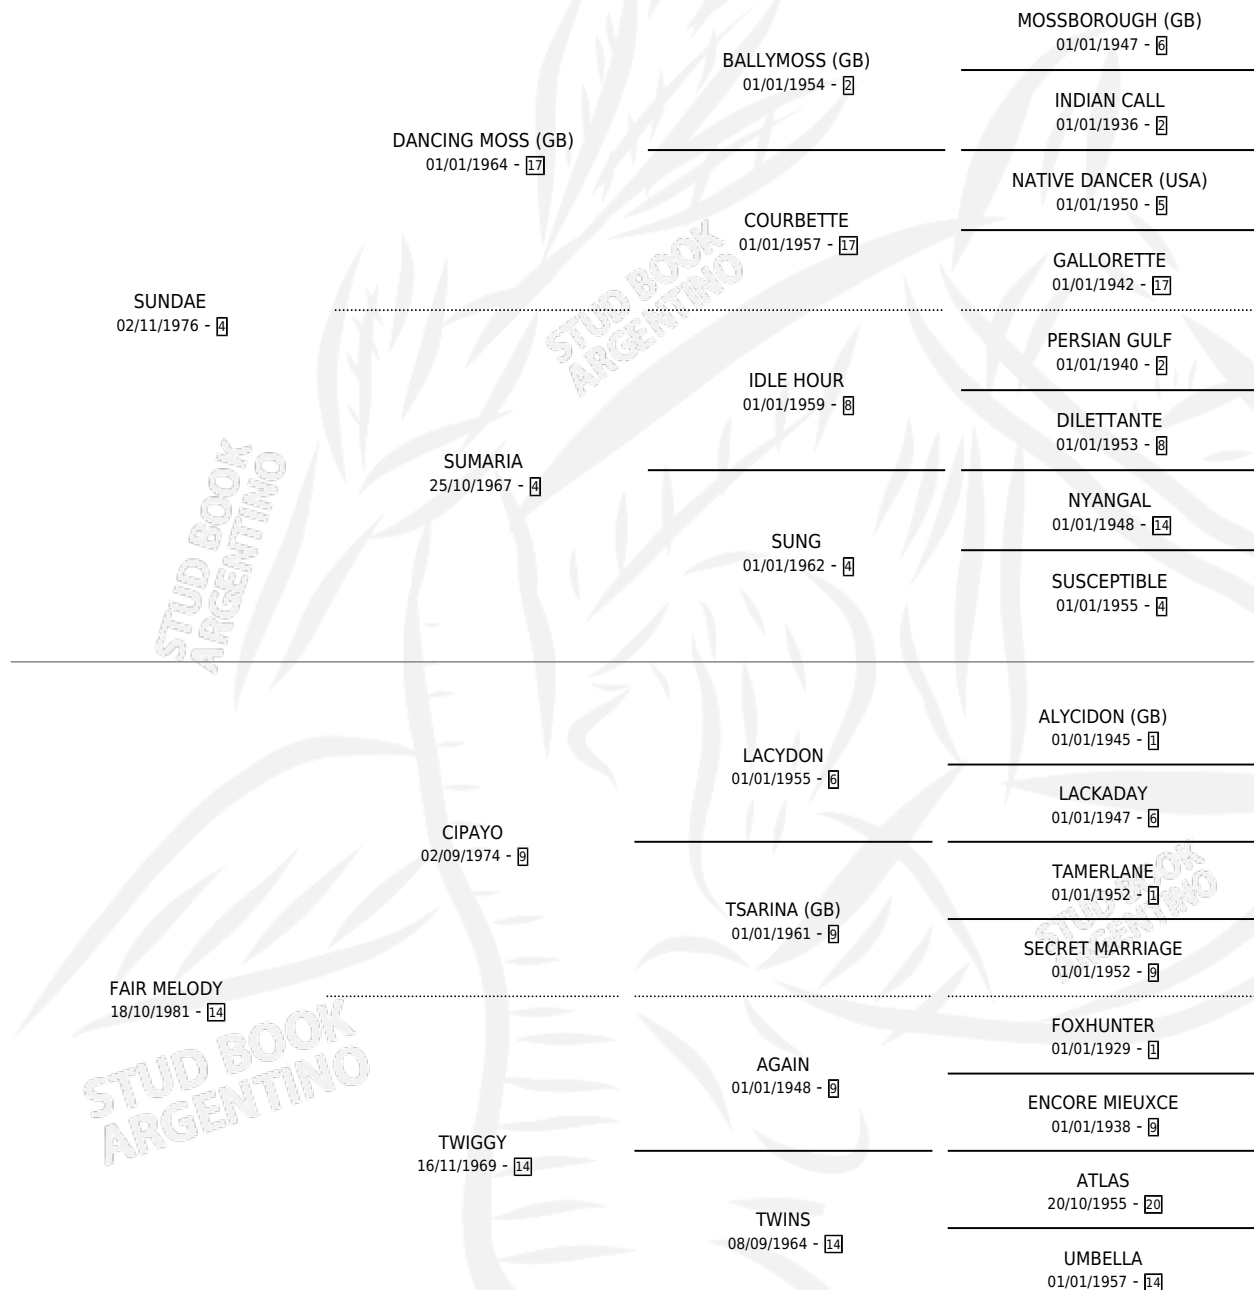 MOSSBOROUGH (GB)
01/01/1947 - 6
BALLYMOSS (GB)
01/01/1954 - 2
INDIAN CALL
01/01/1936 - 2
DANCING MOSS (GB)
01/01/1964 - 17
NATIVE DANCER (USA)
01/01/1950 - 5
COURBETTE
01/01/1957 - 17
GALLORETTE
01/01/1942 - 17
SUNDAE
02/11/1976 - 4
PERSIAN GULF
01/01/1940 - 2
IDLE HOUR
01/01/1959 - 8
DILETTANTE
01/01/1953 - 8
SUMARIA
25/10/1967 - 4
NYANGAL
01/01/1948 - 14
SUNG
01/01/1962 - 4
SUSCEPTIBLE
01/01/1955 - 4
ALYCIDON (GB)
01/01/1945 - 1
LACYDON
01/01/1955 - 6
LACKADAY
01/01/1947 - 6
CIPAYO
02/09/1974 - 9
TAMERLANE
01/01/1952 - 1
TSARINA (GB)
01/01/1961 - 9
SECRET MARRIAGE
01/01/1952 - 9
FAIR MELODY
18/10/1981 - 14
FOXHUNTER
01/01/1929 - 1
AGAIN
01/01/1948 - 9
ENCORE MIEUXCE
01/01/1938 - 9
TWIGGY
16/11/1969 - 14
ATLAS
20/10/1955 - 20
TWINS
08/09/1964 - 14
UMBELLA
01/01/1957 - 14
STUD BOOK
ARGENTINO
STUD BOOK
ARGENTINO
STUD BOOK
ARGENTINO
STUD BOOK
ARGENTINO